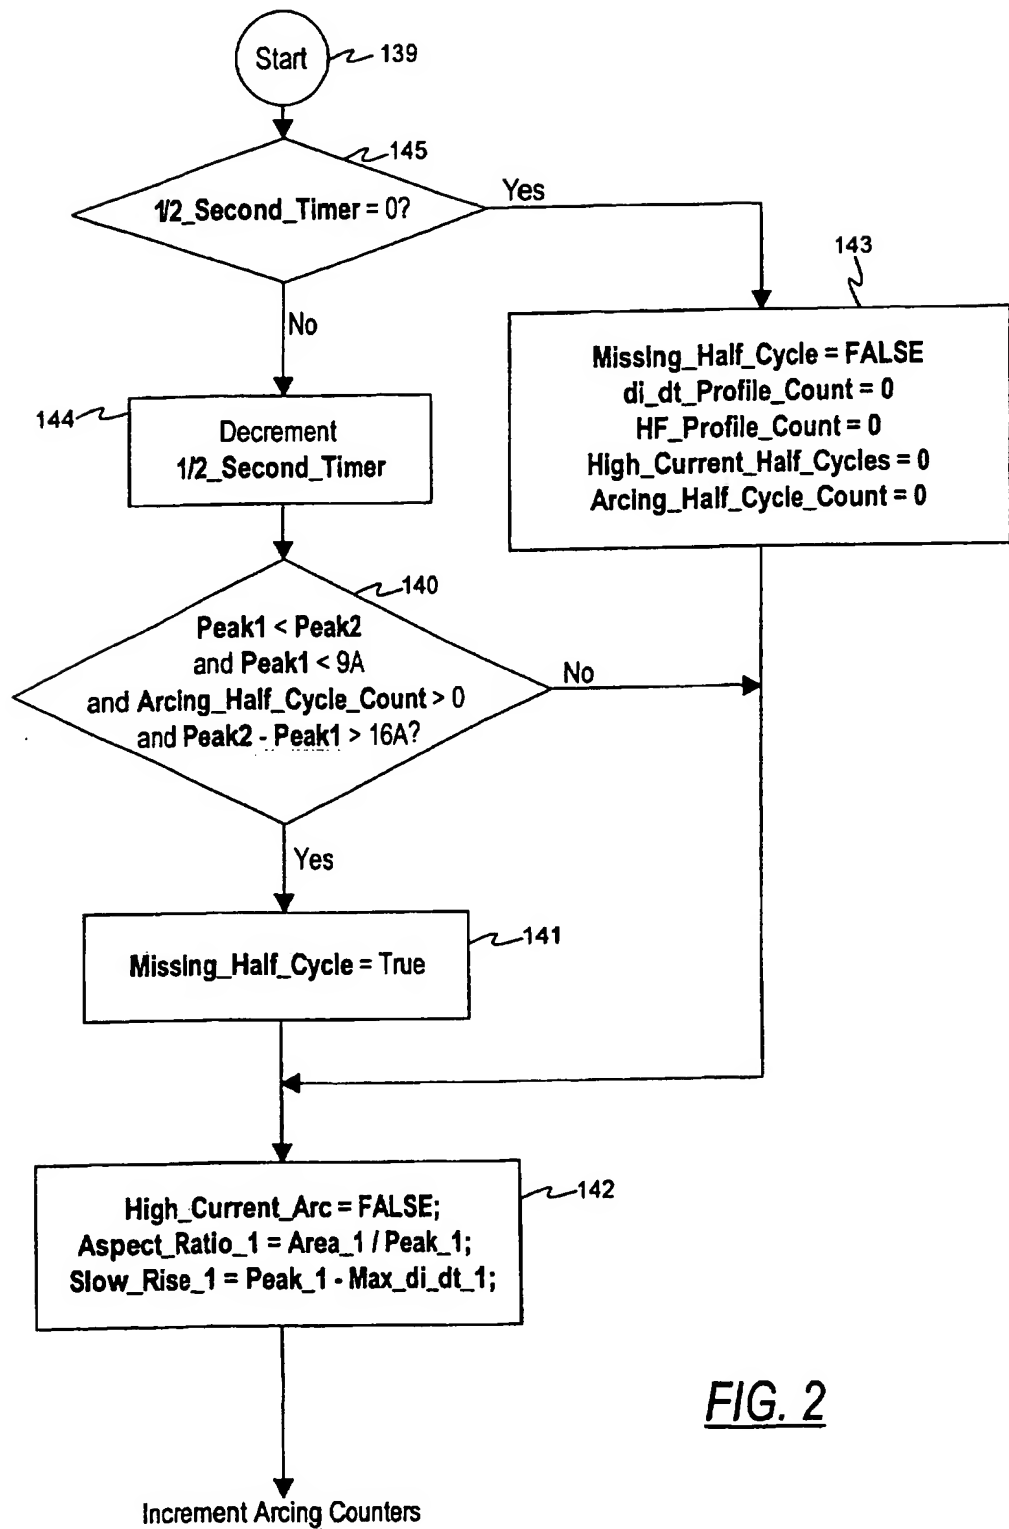 Start
139
145
1/2_Second_Timer = 0?
Yes
No
143
Missing_Half_Cycle = FALSE
di_dt_Profile_Count = 0
HF_Profile_Count = 0
High_Current_Half_Cycles = 0
Arcing_Half_Cycle_Count = 0
144
Decrement
1/2_Second_Timer
140
Peak1 < Peak2
and Peak1 < 9A
and Arcing_Half_Cycle_Count > 0
and Peak2 - Peak1 > 16A?
No
Yes
141
Missing_Half_Cycle = True
142
High_Current_Arc = FALSE;
Aspect_Ratio_1 = Area_1 / Peak_1;
Slow_Rise_1 = Peak_1 - Max_di_dt_1;
FIG. 2
Increment Arcing Counters